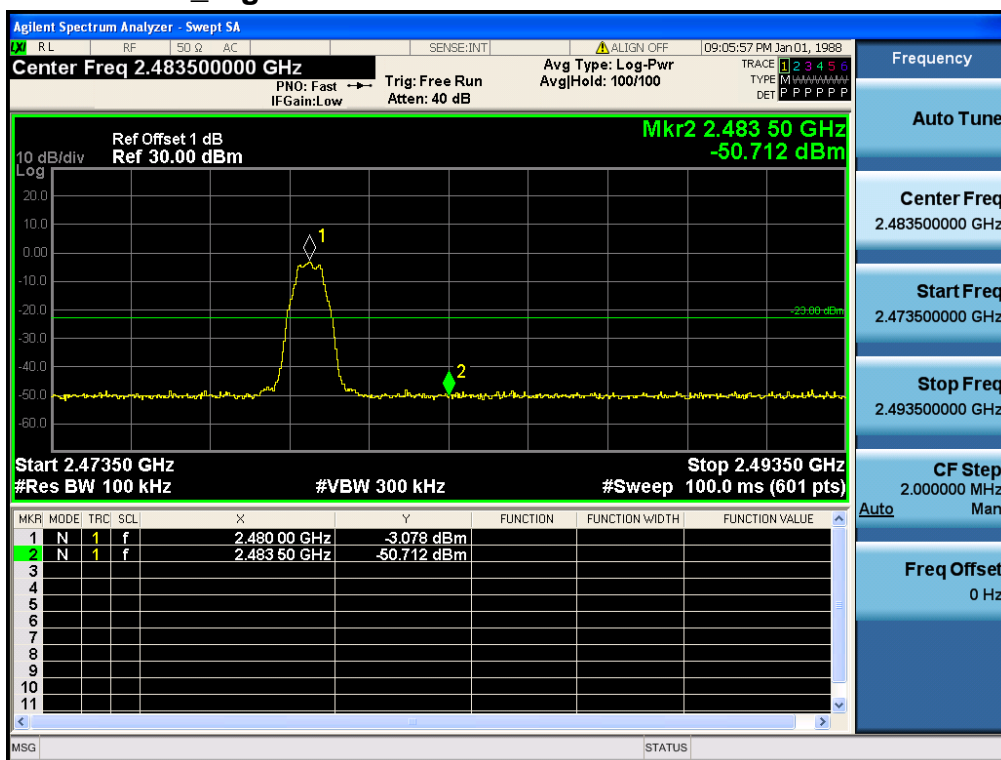 Agilent Spectrum Analyzer - Swept SA
LXI RL RF 50 Ω AC SENSE:INT ALIGN OFF 09:05:57 PM Jan 01, 1988
Center Freq 2.483500000 GHz
PNO: Fast
IFGain:Low
Trig: Free Run
Atten: 40 dB
Avg Type: Log-Pwr
Avg|Hold: 100/100
TRACE 1 2 3 4 5 6
TYPE M
DET P P P P P P
Mkr2 2.483 50 GHz
-50.712 dBm
Ref Offset 1 dB
Ref 30.00 dBm
10 dB/div
Log
20.0
10.0
0.00
-10.0
-20.0
-30.0
-40.0
-50.0
-60.0
1
2
-23.00 dBm
Start 2.47350 GHz
Stop 2.49350 GHz
#Res BW 100 kHz
#VBW 300 kHz
#Sweep 100.0 ms (601 pts)
MKR MODE TRC SCL X Y FUNCTION FUNCTION WIDTH FUNCTION VALUE
1 N 1 f 2.480 00 GHz -3.078 dBm
2 N 1 f 2.483 50 GHz -50.712 dBm
3
4
5
6
7
8
9
10
11
MSG STATUS
Frequency
Auto Tune
Center Freq
2.483500000 GHz
Start Freq
2.473500000 GHz
Stop Freq
2.493500000 GHz
CF Step
2.000000 MHz
Auto Man
Freq Offset
0 Hz